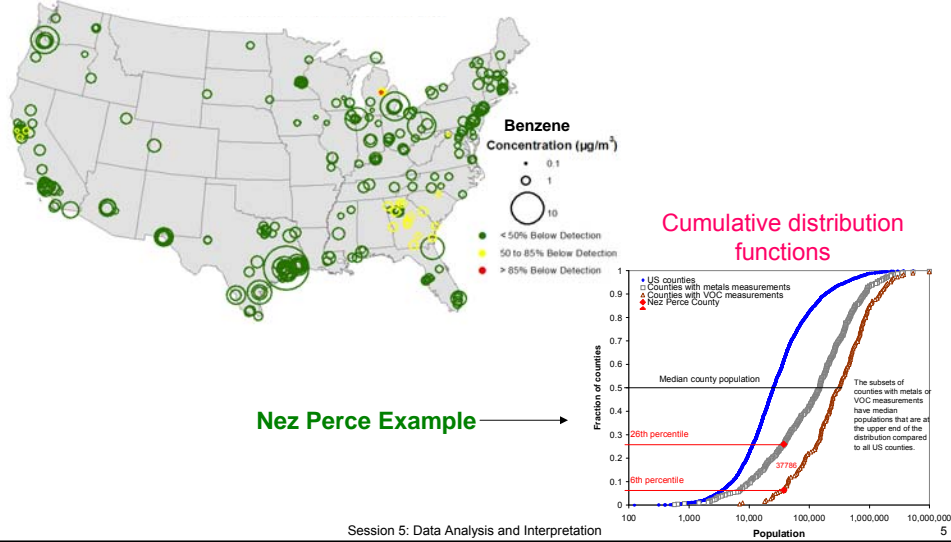 Benzene
Concentration (µg/m³)
0.1
1
10
< 50% Below Detection
50 to 85% Below Detection
> 85% Below Detection
Cumulative distribution
functions
US counties
Counties with metals measurements
Counties with VOC measurements
Nez Perce County
Fraction of counties
1
0.9
0.8
0.7
0.6
0.5
0.4
0.3
0.2
0.1
0
Median county population
The subsets of
counties with metals or
VOC measurements
have median
populations that are at
the upper end of the
distribution compared
to all US counties.
26th percentile
37786
6th percentile
100
1,000
10,000
100,000
1,000,000
10,000,000
Population
Nez Perce Example
Session 5: Data Analysis and Interpretation
5